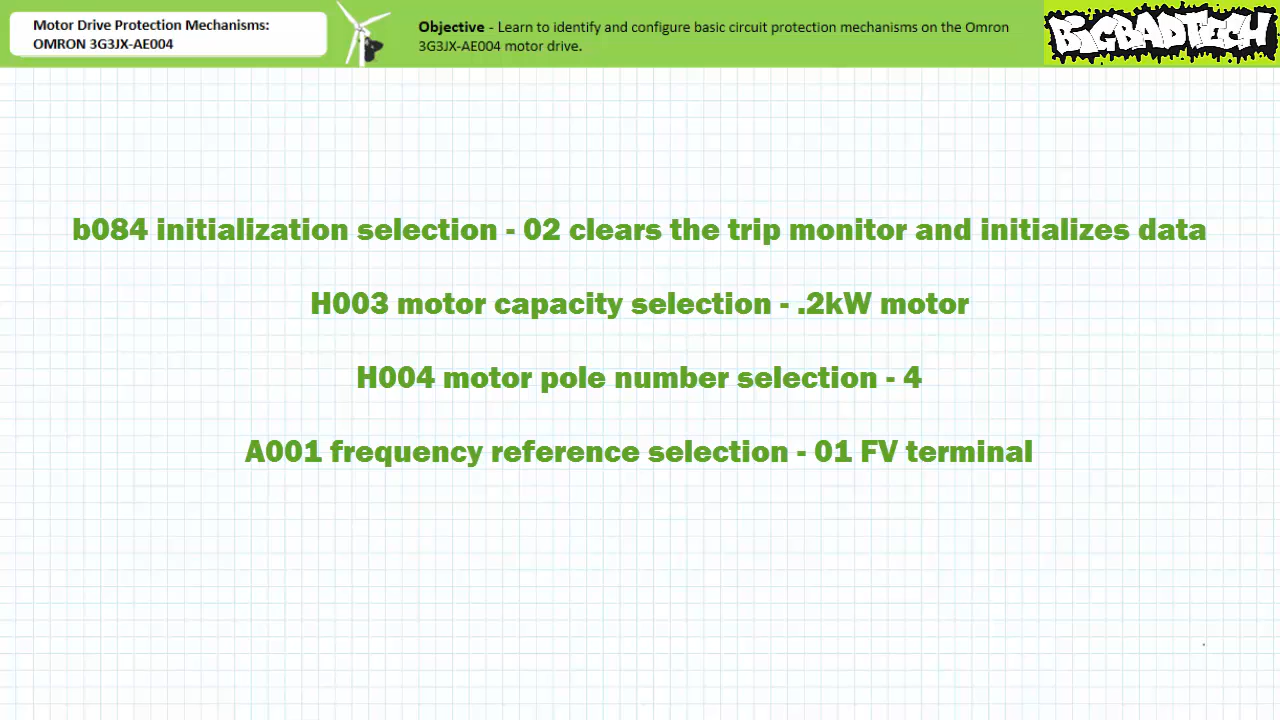 Motor Drive Protection Mechanisms:
OMRON 3G3JX-AE004
Objective - Learn to identify and configure basic circuit protection mechanisms on the Omron
3G3JX-AE004 motor drive.
BIGBADTECH
b084 initialization selection - 02 clears the trip monitor and initializes data
H003 motor capacity selection - .2kW motor
H004 motor pole number selection - 4
A001 frequency reference selection - 01 FV terminal